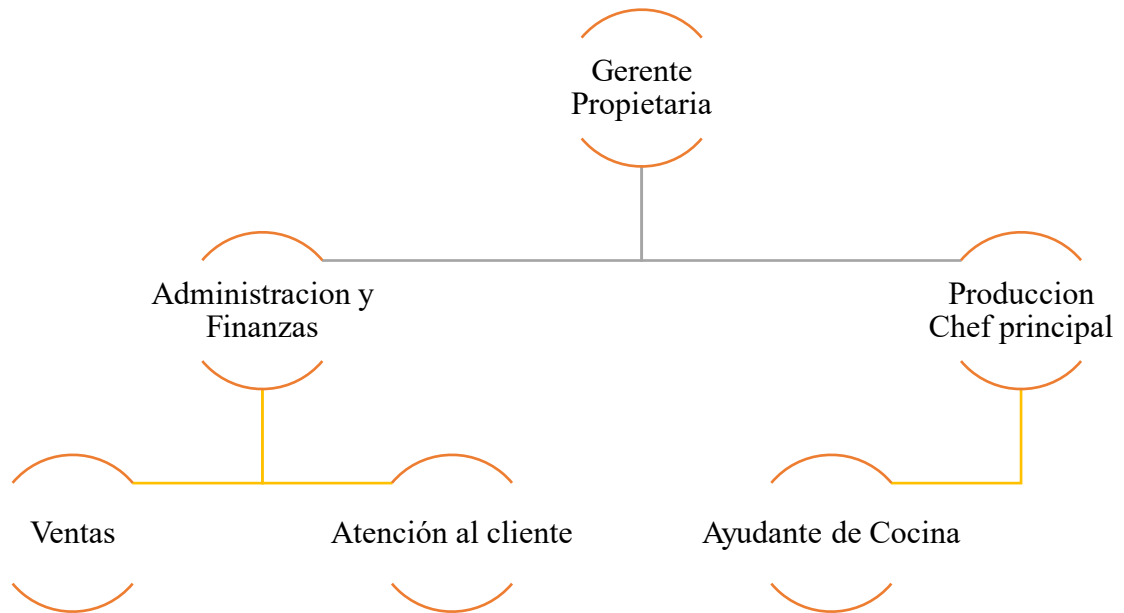 Gerente
Propietaria
Administracion y
Finanzas
Produccion
Chef principal
Ventas
Atención al cliente
Ayudante de Cocina